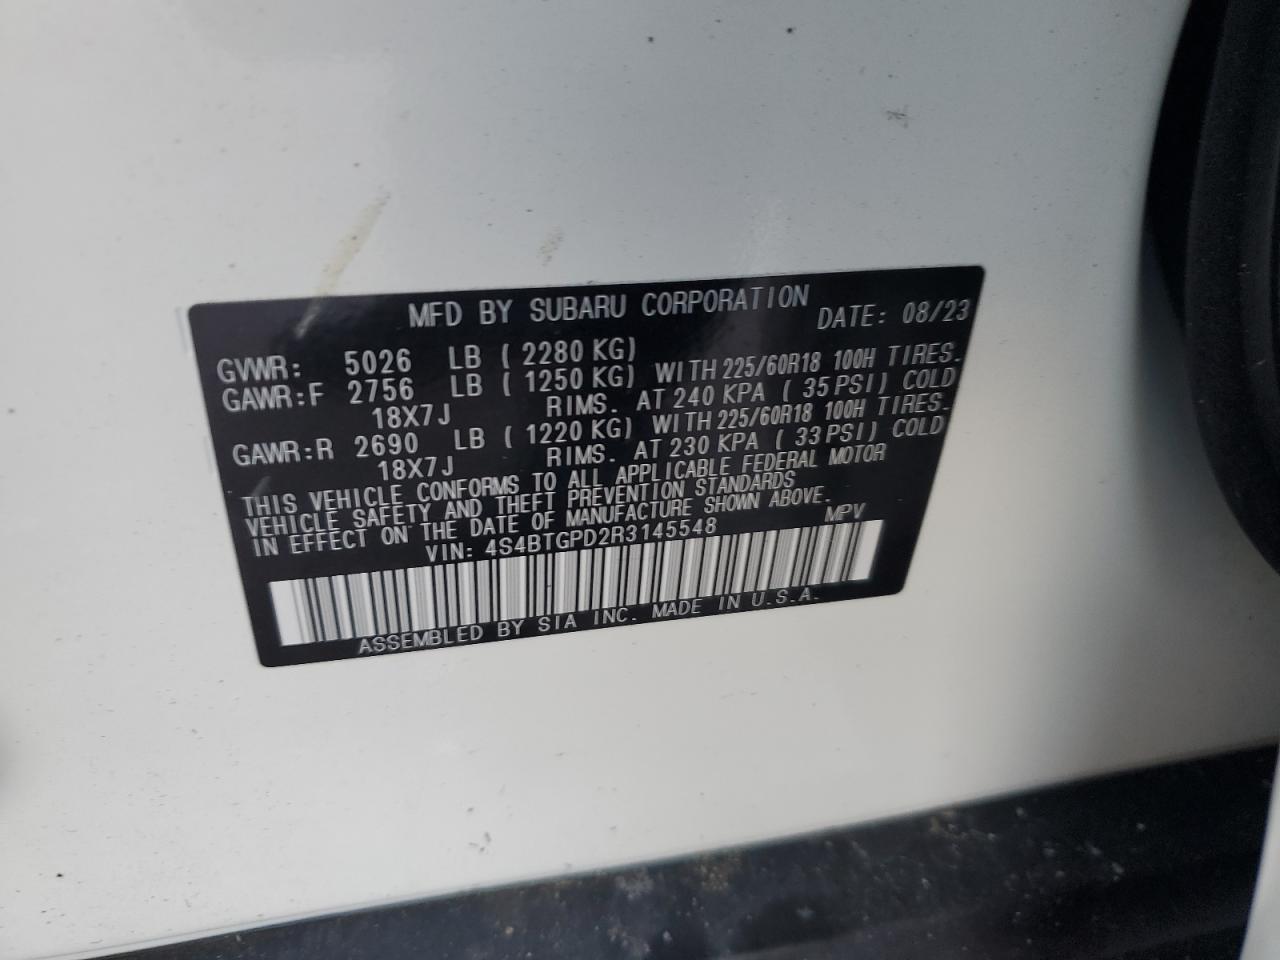 MFD BY SUBARU CORPORATION DATE: 08/23
GVWR: 5026 LB ( 2280 KG)
GAWR:F 2756 LB ( 1250 KG) WITH 225/60R18 100H TIRES.
18X7J RIMS. AT 240 KPA ( 35 PSI) COLD
GAWR:R 2690 LB ( 1220 KG) WITH 225/60R18 100H TIRES.
18X7J RIMS. AT 230 KPA ( 33 PSI) COLD
THIS VEHICLE CONFORMS TO ALL APPLICABLE FEDERAL MOTOR
VEHICLE SAFETY AND THEFT PREVENTION STANDARDS
IN EFFECT ON THE DATE OF MANUFACTURE SHOWN ABOVE.
VIN: 4S4BTGPD2R3145548 MPV
ASSEMBLED BY SIA INC. MADE IN U.S.A.